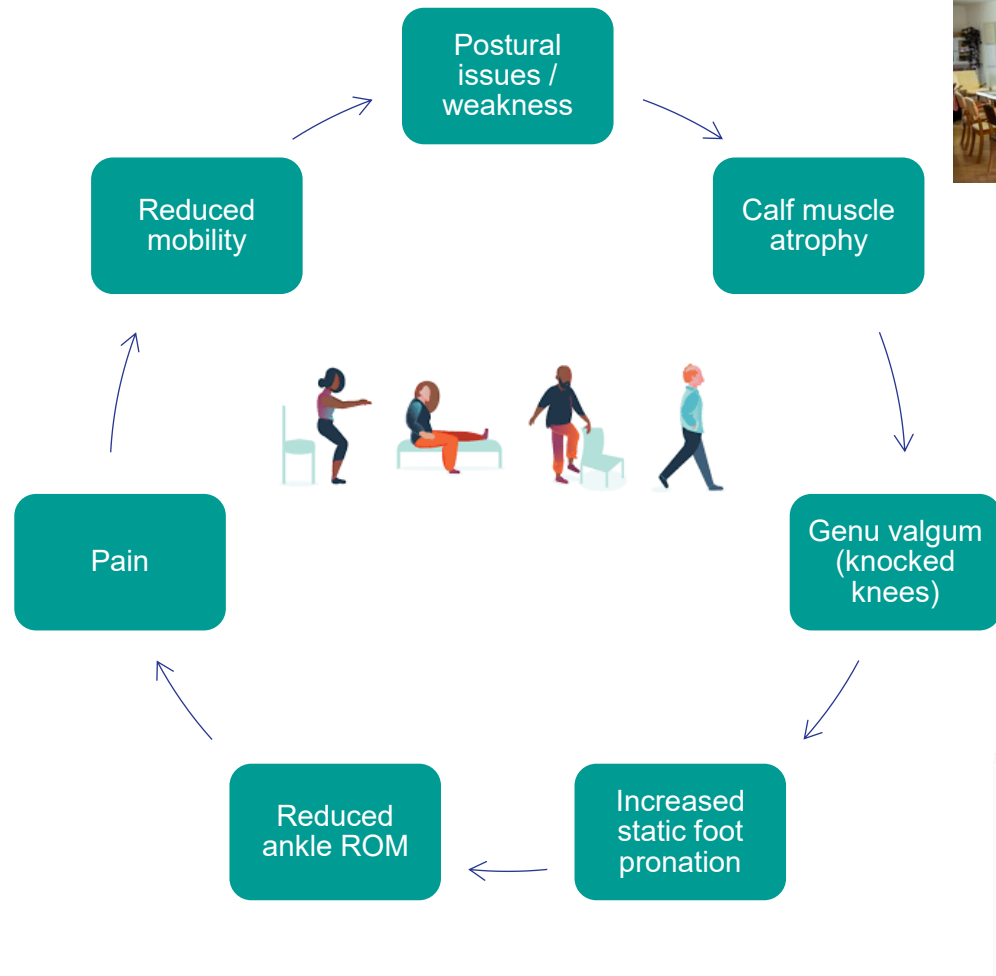 Postural
issues /
weakness
Calf muscle
atrophy
Genu valgum
(knocked
knees)
Increased
static foot
pronation
Reduced
ankle ROM
Pain
Reduced
mobility